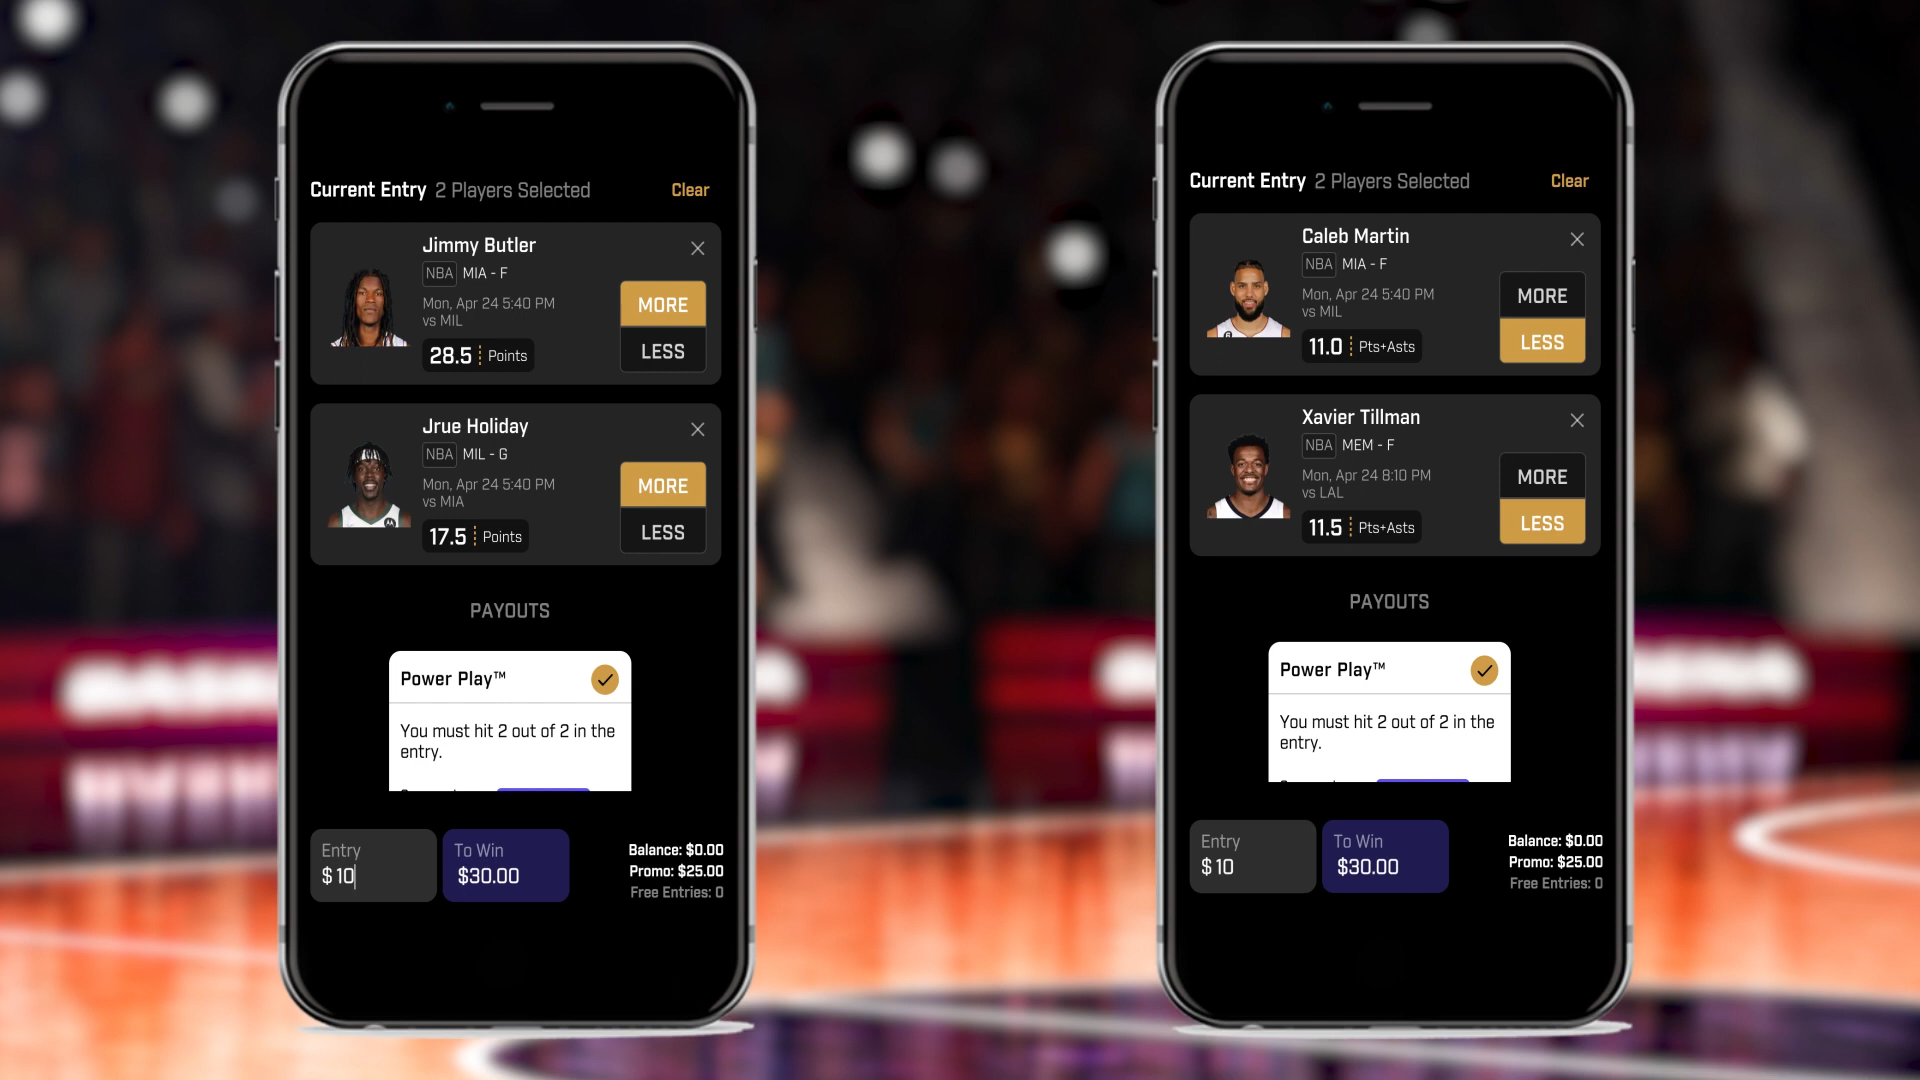 Current Entry 2 Players Selected Clear
Jimmy Butler
NBA MIA - F
Mon, Apr 24 5:40 PM
vs MIL
28.5 Points
MORE
LESS
Jrue Holiday
NBA MIL - G
Mon, Apr 24 5:40 PM
vs MIA
17.5 Points
MORE
LESS
PAYOUTS
Power Play™
You must hit 2 out of 2 in the
entry.
Entry
$ 10
To Win
$30.00
Balance: $0.00
Promo: $25.00
Free Entries: 0
Current Entry 2 Players Selected Clear
Caleb Martin
NBA MIA - F
Mon, Apr 24 5:40 PM
vs MIL
11.0 Pts+Asts
MORE
LESS
Xavier Tillman
NBA MEM - F
Mon, Apr 24 8:10 PM
vs LAL
11.5 Pts+Asts
MORE
LESS
PAYOUTS
Power Play™
You must hit 2 out of 2 in the
entry.
Entry
$ 10
To Win
$30.00
Balance: $0.00
Promo: $25.00
Free Entries: 0